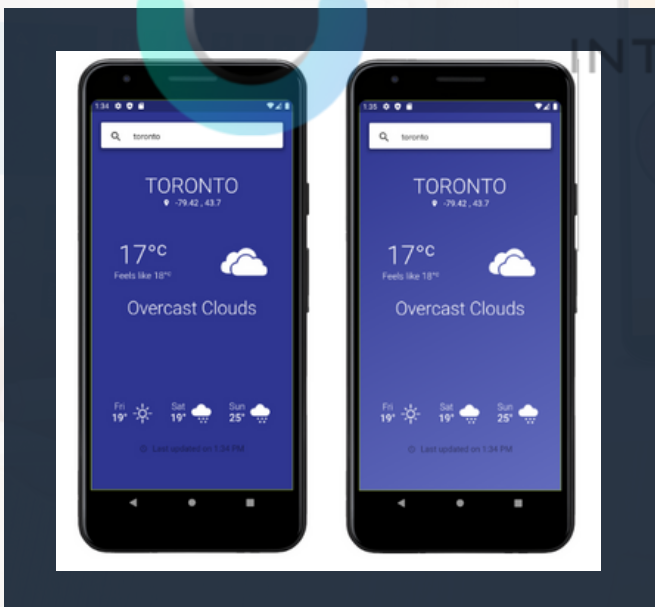 INT
1:34
toronto
TORONTO
-79.42 , 43.7
17°C
Feels like 18°C
Overcast Clouds
Fri
19°
Sat
19°
Sun
25°
Last updated on 1:34 PM
1:35
toronto
TORONTO
-79.42 , 43.7
17°C
Feels like 18°C
Overcast Clouds
Fri
19°
Sat
19°
Sun
25°
Last updated on 1:34 PM